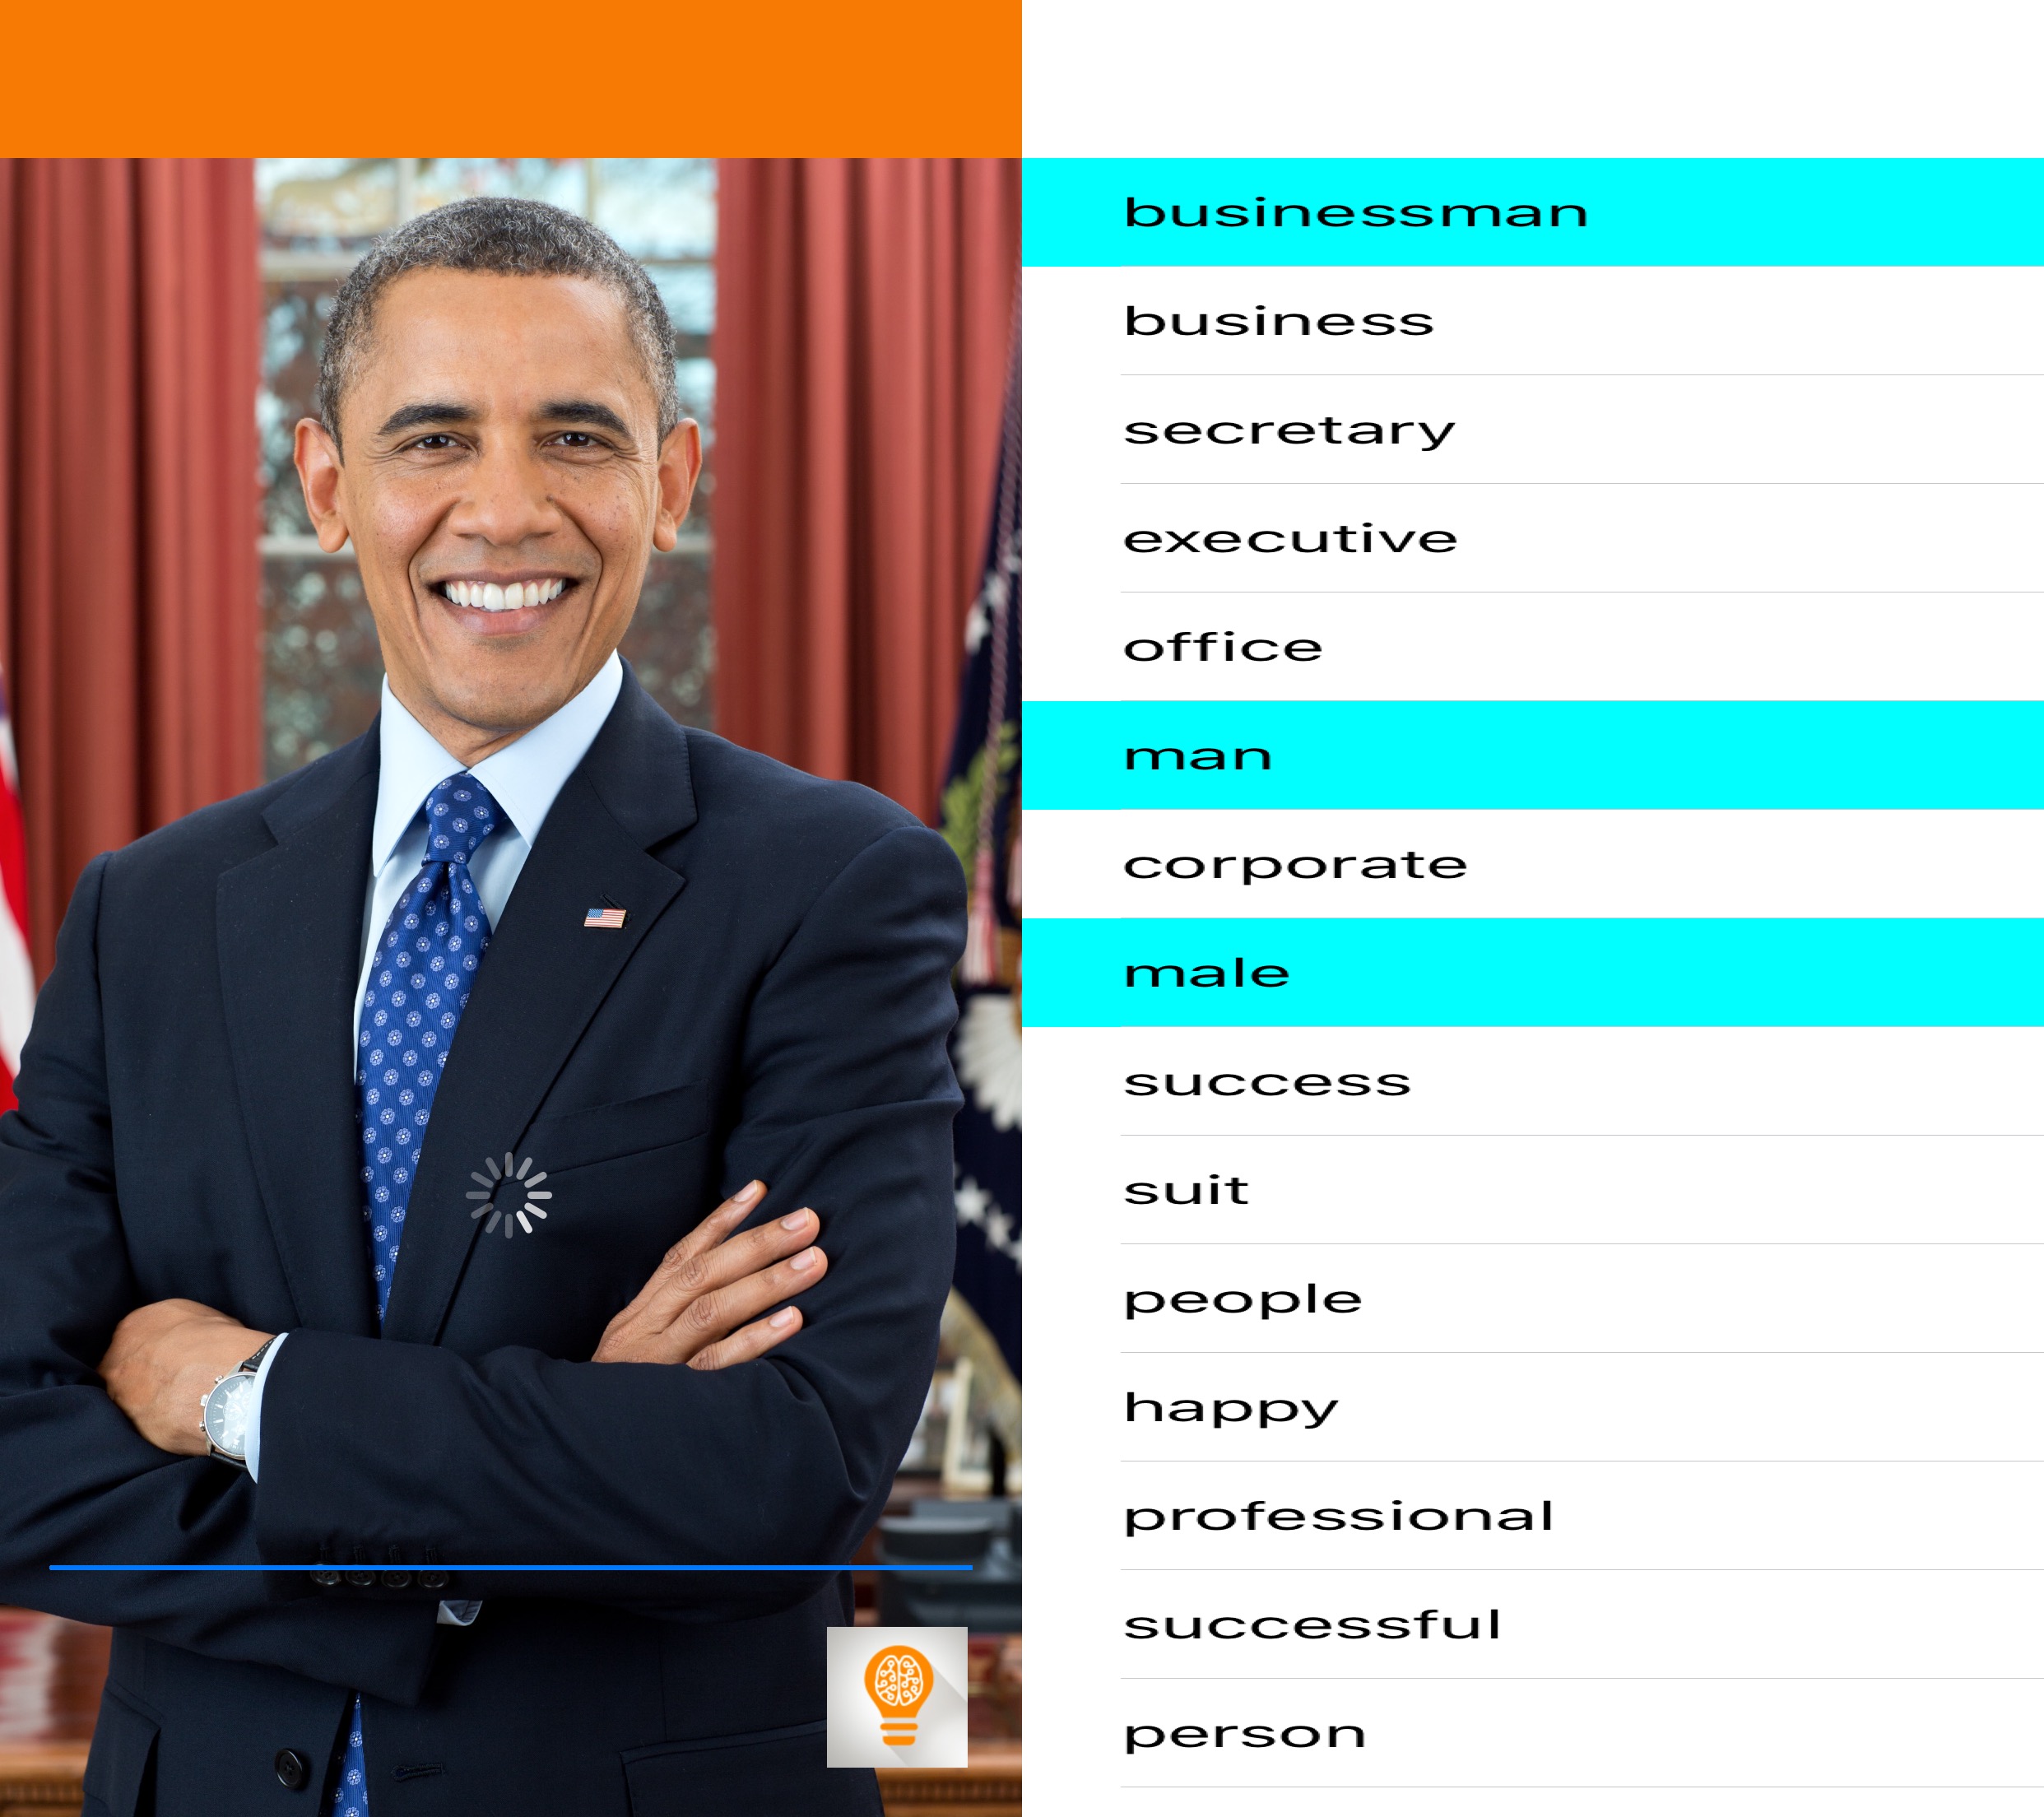 businessman
business
secretary
executive
office
man
corporate
male
success
suit
people
happy
professional
successful
person